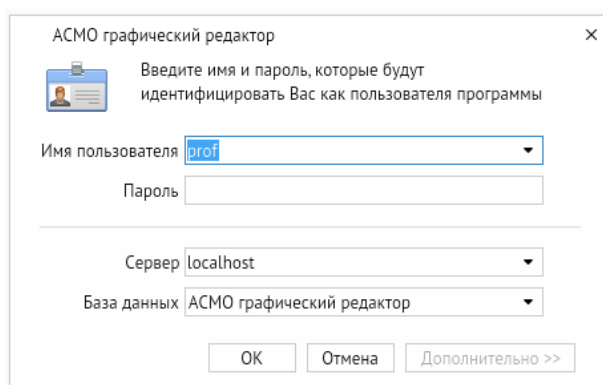 АСМО графический редактор
Введите имя и пароль, которые будут
идентифицировать Вас как пользователя программы
Имя пользователя prof
Пароль
Сервер localhost
База данных АСМО графический редактор
OK Отмена Дополнительно >>